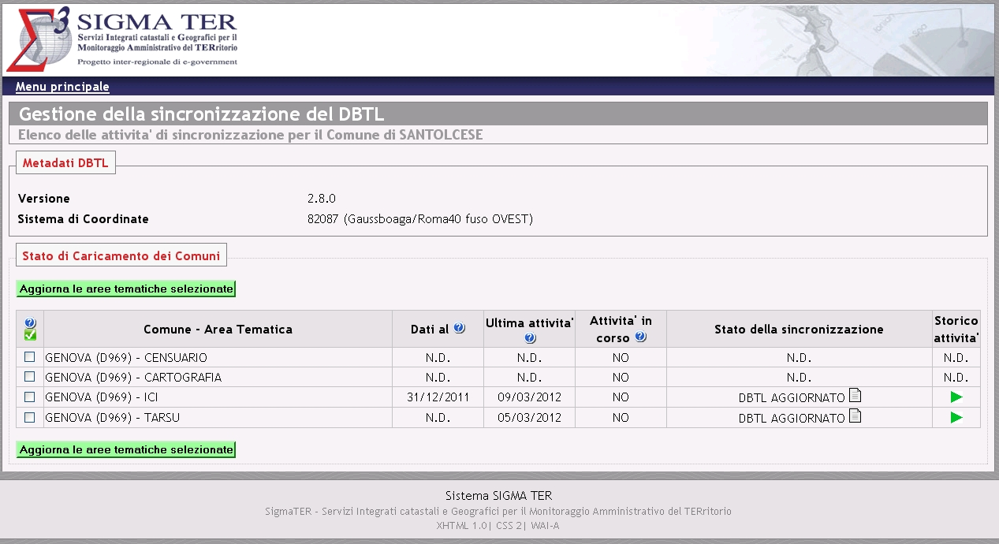 3
SIGMA TER
Servizi Integrati catastali e Geografici per il
Monitoraggio Amministrativo del TERritorio
Progetto inter-regionale di e-government
Menu principale
Gestione della sincronizzazione del DBTL
Elenco delle attivita' di sincronizzazione per il Comune di SANTOLCESE
Metadati DBTL
Versione 2.8.0
Sistema di Coordinate 82087 (Gaussboaga/Roma40 fuso OVEST)
Stato di Caricamento dei Comuni
Aggiorna le aree tematiche selezionate
Comune - Area Tematica Dati al ? Ultima attivita' ? Attivita' in corso ? Stato della sincronizzazione Storico attivita'
GENOVA (D969) - CENSUARIO N.D. N.D. NO N.D. N.D.
GENOVA (D969) - CARTOGRAFIA N.D. N.D. NO N.D. N.D.
GENOVA (D969) - ICI 31/12/2011 09/03/2012 NO DBTL AGGIORNATO
GENOVA (D969) - TARSU N.D. 05/03/2012 NO DBTL AGGIORNATO
Aggiorna le aree tematiche selezionate
Sistema SIGMA TER
SigmaTER - Servizi Integrati catastali e Geografici per il Monitoraggio Amministrativo del TERritorio
XHTML 1.0| CSS 2| WAI-A